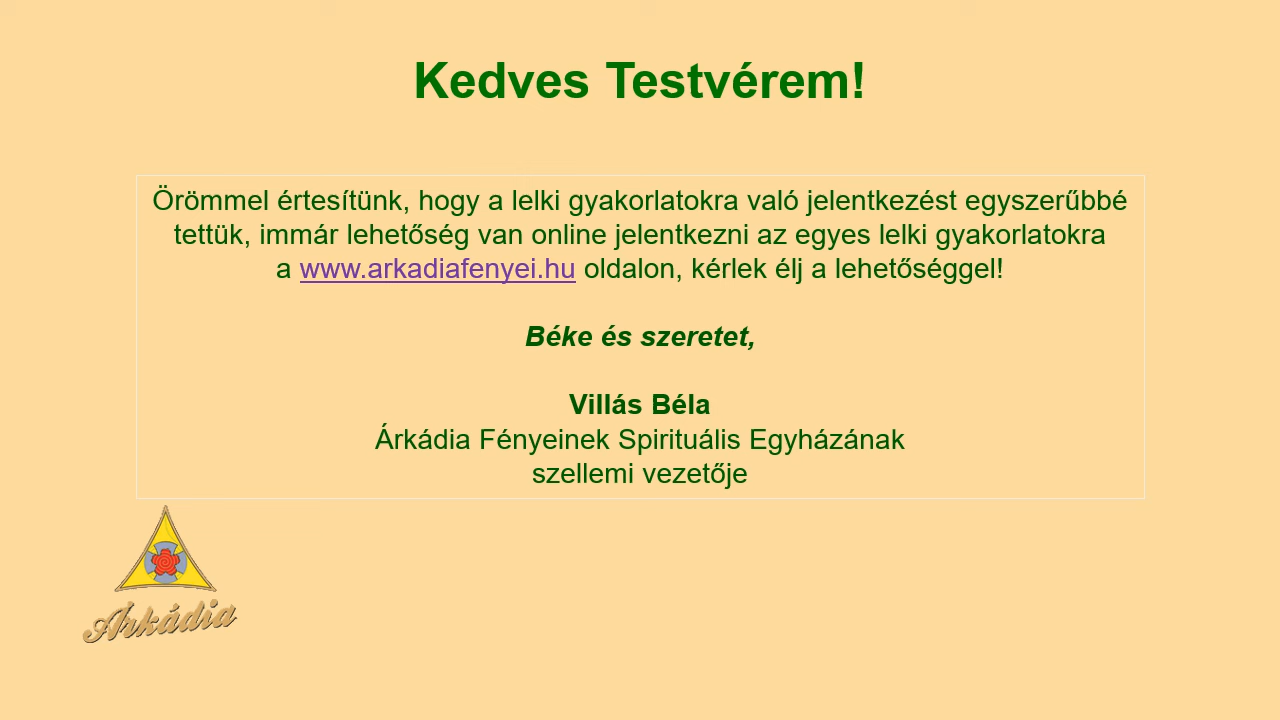 Kedves Testvérem!
Örömmel értesítünk, hogy a lelki gyakorlatokra való jelentkezést egyszerűbbé
tettük, immár lehetőség van online jelentkezni az egyes lelki gyakorlatokra
a www.arkadiafenyei.hu oldalon, kérlek élj a lehetőséggel!
Béke és szeretet,
Villás Béla
Árkádia Fényeinek Spirituális Egyházának
szellemi vezetője
Árkádia